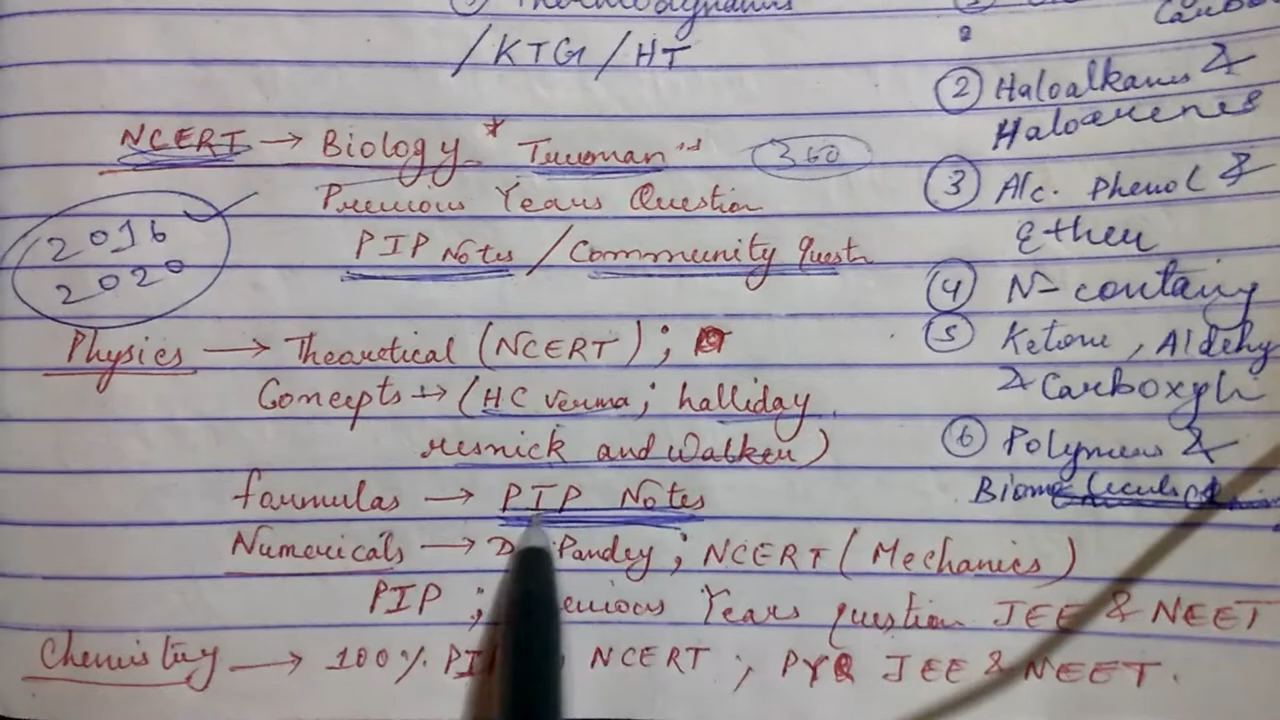 ① Thermodynamics
/KTG/HT
NCERT → Biology * Trueman"
360
Previous Years Question
PIP Notes / Community Questn
2016
2020
Physics → Theoretical (NCERT);
Concepts → (HC Verma; halliday
resnick and Walker)
formulas → PIP Notes
Numericals → D Pandey; NCERT (Mechanics)
PIP ; Years question JEE & NEET
Chemistry → 100% PI NCERT ; PYQ JEE & NEET.
② Haloalkanes &
Haloarenes
③ Alc. Phenol &
Ether
④ N- containg
⑤ Ketone, Aldehy
& Carboxyli
⑥ Polymers &